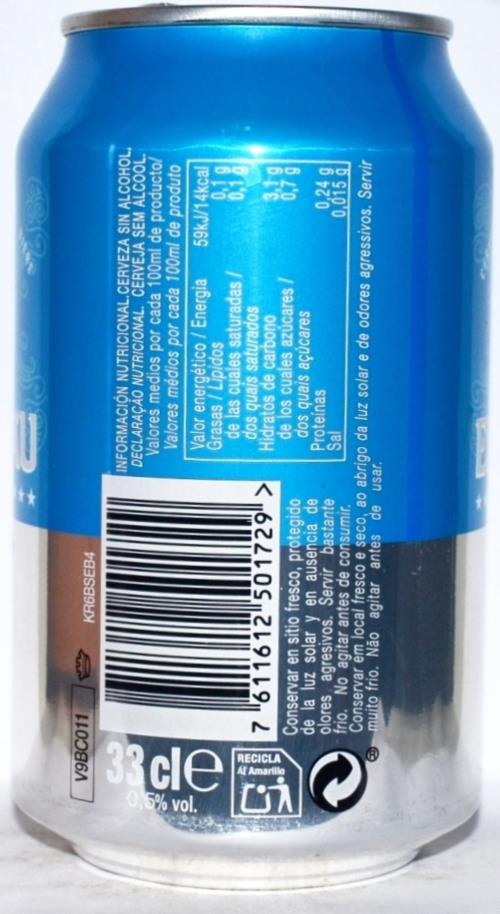 INFORMACIÓN NUTRICIONAL.CERVEZA SIN ALCOHOL.
DECLARAÇÃO NUTRICIONAL. CERVEJA SEM ÁLCOOL.
Valores medios por cada 100ml de producto/
Valores médios por cada 100ml de produto
Valor energético / Energia 59kJ/14kcal
Grasas / Lípidos 0,1 g
de las cuales saturadas / 0,1 g
dos quais saturados
Hidratos de carbono 3,1 g
de los cuales azúcares / 0,7 g
dos quais açúcares
Proteínas 0,24 g
Sal 0,015 g
Conservar en sitio fresco, protegido
de la luz solar y en ausencia de
olores, agresivos. Servir bastante
frío. No agitar antes de consumir.
Conservar em local fresco e seco, ao abrigo da luz solar e de odores agressivos. Servir
muito frio. Não agitar antes de usar.
7 611612 501729 >
KR6BSEB4
V9BC011
33 cl e
0,5% vol.
RECICLA
Al Amarillo
®